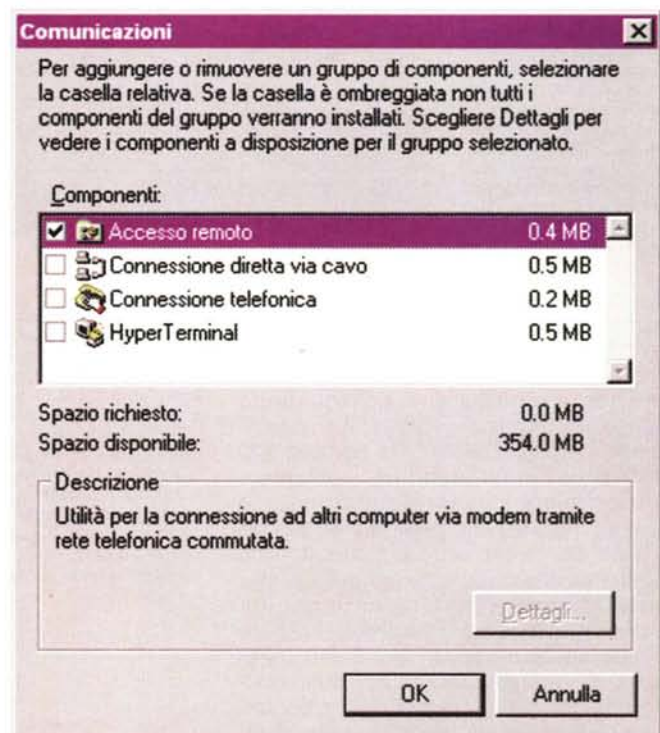 Comunicazioni
Per aggiungere o rimuovere un gruppo di componenti, selezionare
la casella relativa. Se la casella è ombreggiata non tutti i
componenti del gruppo verranno installati. Scegliere Dettagli per
vedere i componenti a disposizione per il gruppo selezionato.
Componenti:
Accesso remoto 0.4 MB
Connessione diretta via cavo 0.5 MB
Connessione telefonica 0.2 MB
HyperTerminal 0.5 MB
Spazio richiesto: 0.0 MB
Spazio disponibile: 354.0 MB
Descrizione
Utilità per la connessione ad altri computer via modem tramite
rete telefonica commutata.
Dettagli...
OK Annulla